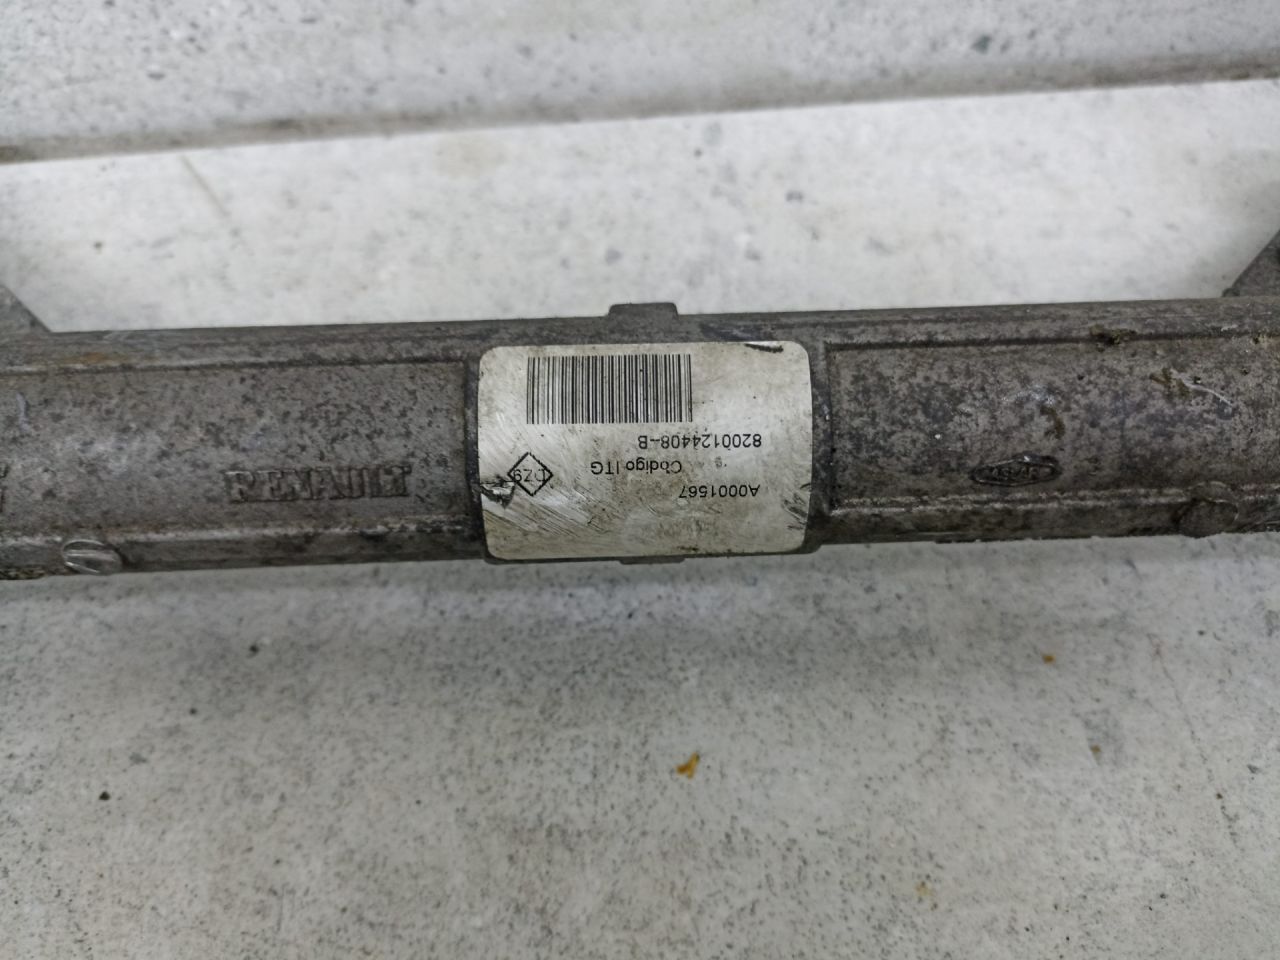 RENAULT
A0001567
Código ITG
8200124408-B